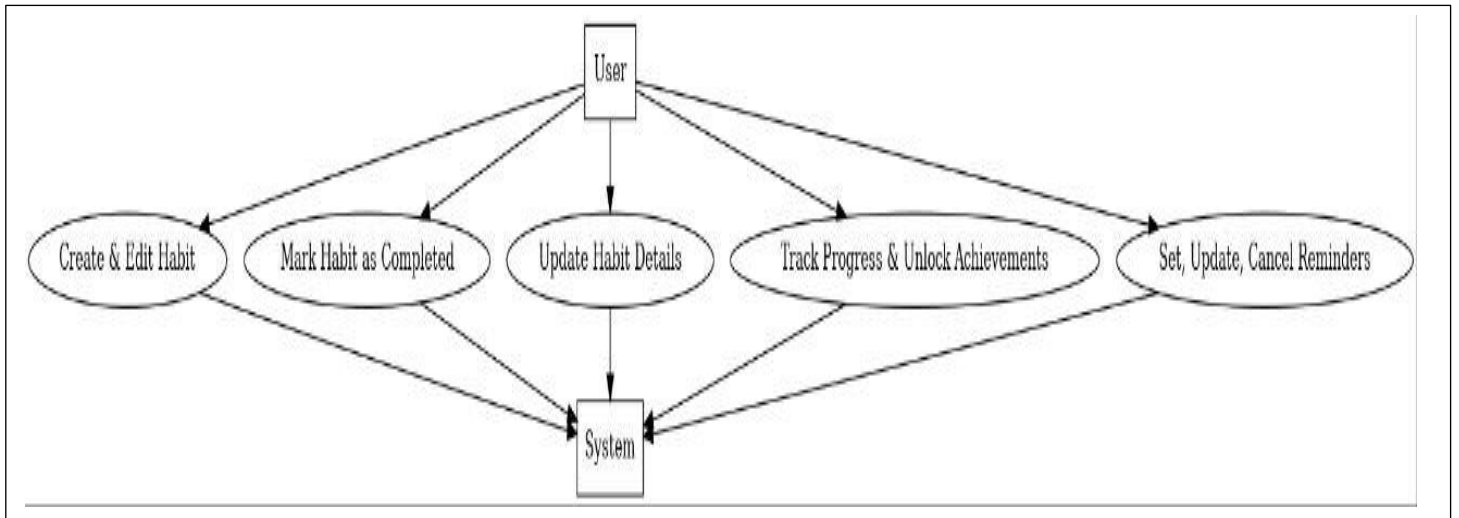 User
Create & Edit Habit
Mark Habit as Completed
Update Habit Details
Track Progress & Unlock Achievements
Set, Update, Cancel Reminders
System